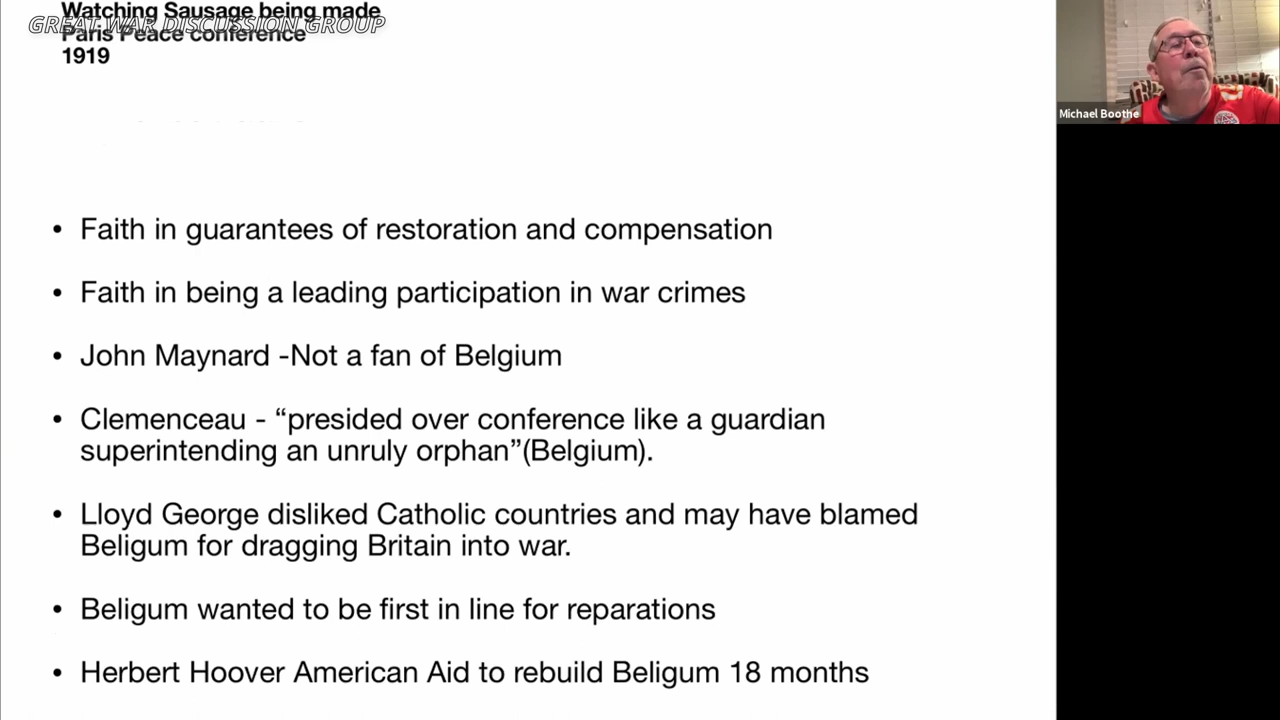 Watching Sausage being made
GREAT WAR DISCUSSION GROUP
Paris Peace conference
1919
Michael Boothe
• Faith in guarantees of restoration and compensation
• Faith in being a leading participation in war crimes
• John Maynard -Not a fan of Belgium
• Clemenceau - “presided over conference like a guardian
superintending an unruly orphan”(Belgium).
• Lloyd George disliked Catholic countries and may have blamed
Beligum for dragging Britain into war.
• Beligum wanted to be first in line for reparations
• Herbert Hoover American Aid to rebuild Beligum 18 months